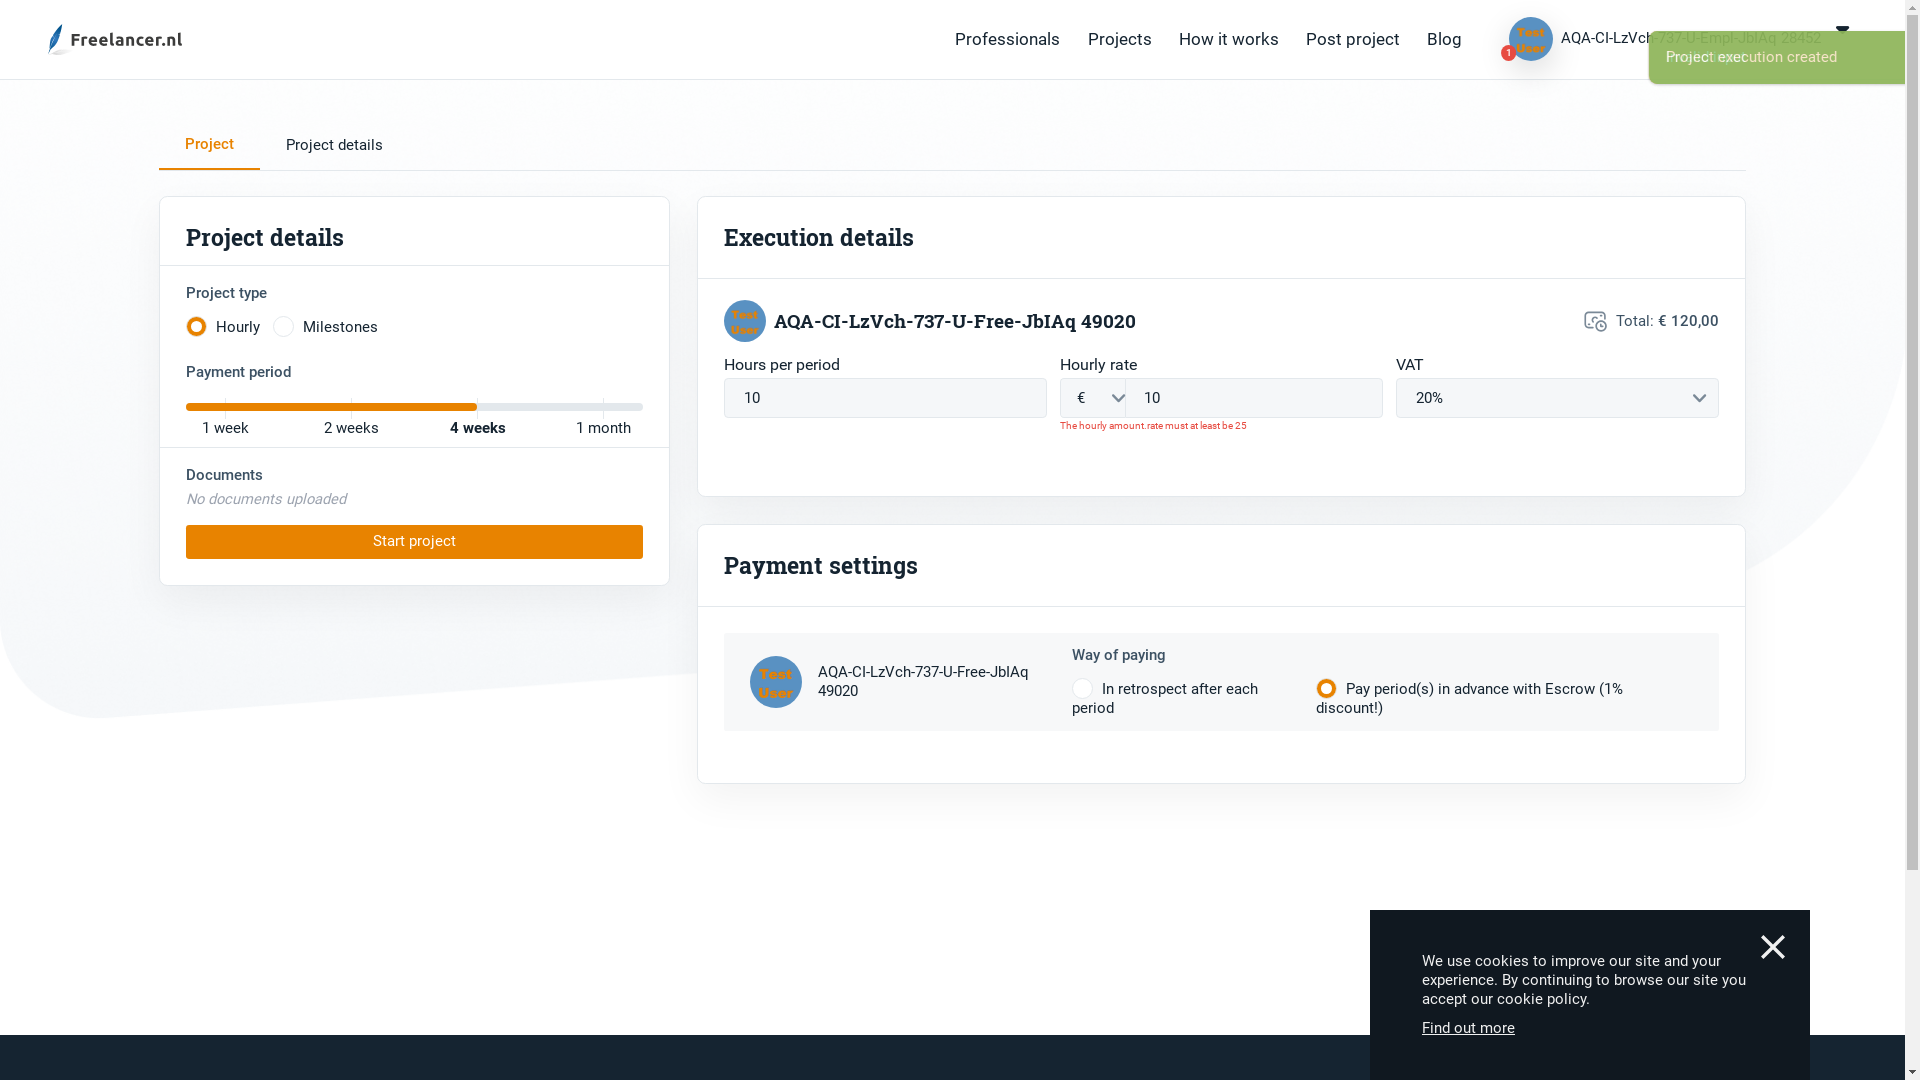 Freelancer.nl
Professionals
Projects
How it works
Post project
Blog
Test User
1
AQA-CI-LzVch-737-U-Empl-JbIAq 28452
Project execution created
Project
Project details
Project details
Project type
Hourly
Milestones
Payment period
1 week
2 weeks
4 weeks
1 month
Documents
No documents uploaded
Start project
Execution details
Test User
AQA-CI-LzVch-737-U-Free-JbIAq 49020
Total: € 120,00
Hours per period
Hourly rate
VAT
10
€
10
20%
The hourly amount.rate must at least be 25
Payment settings
Test User
AQA-CI-LzVch-737-U-Free-JbIAq
49020
Way of paying
In retrospect after each
period
Pay period(s) in advance with Escrow (1%
discount!)
We use cookies to improve our site and your
experience. By continuing to browse our site you
accept our cookie policy.
Find out more